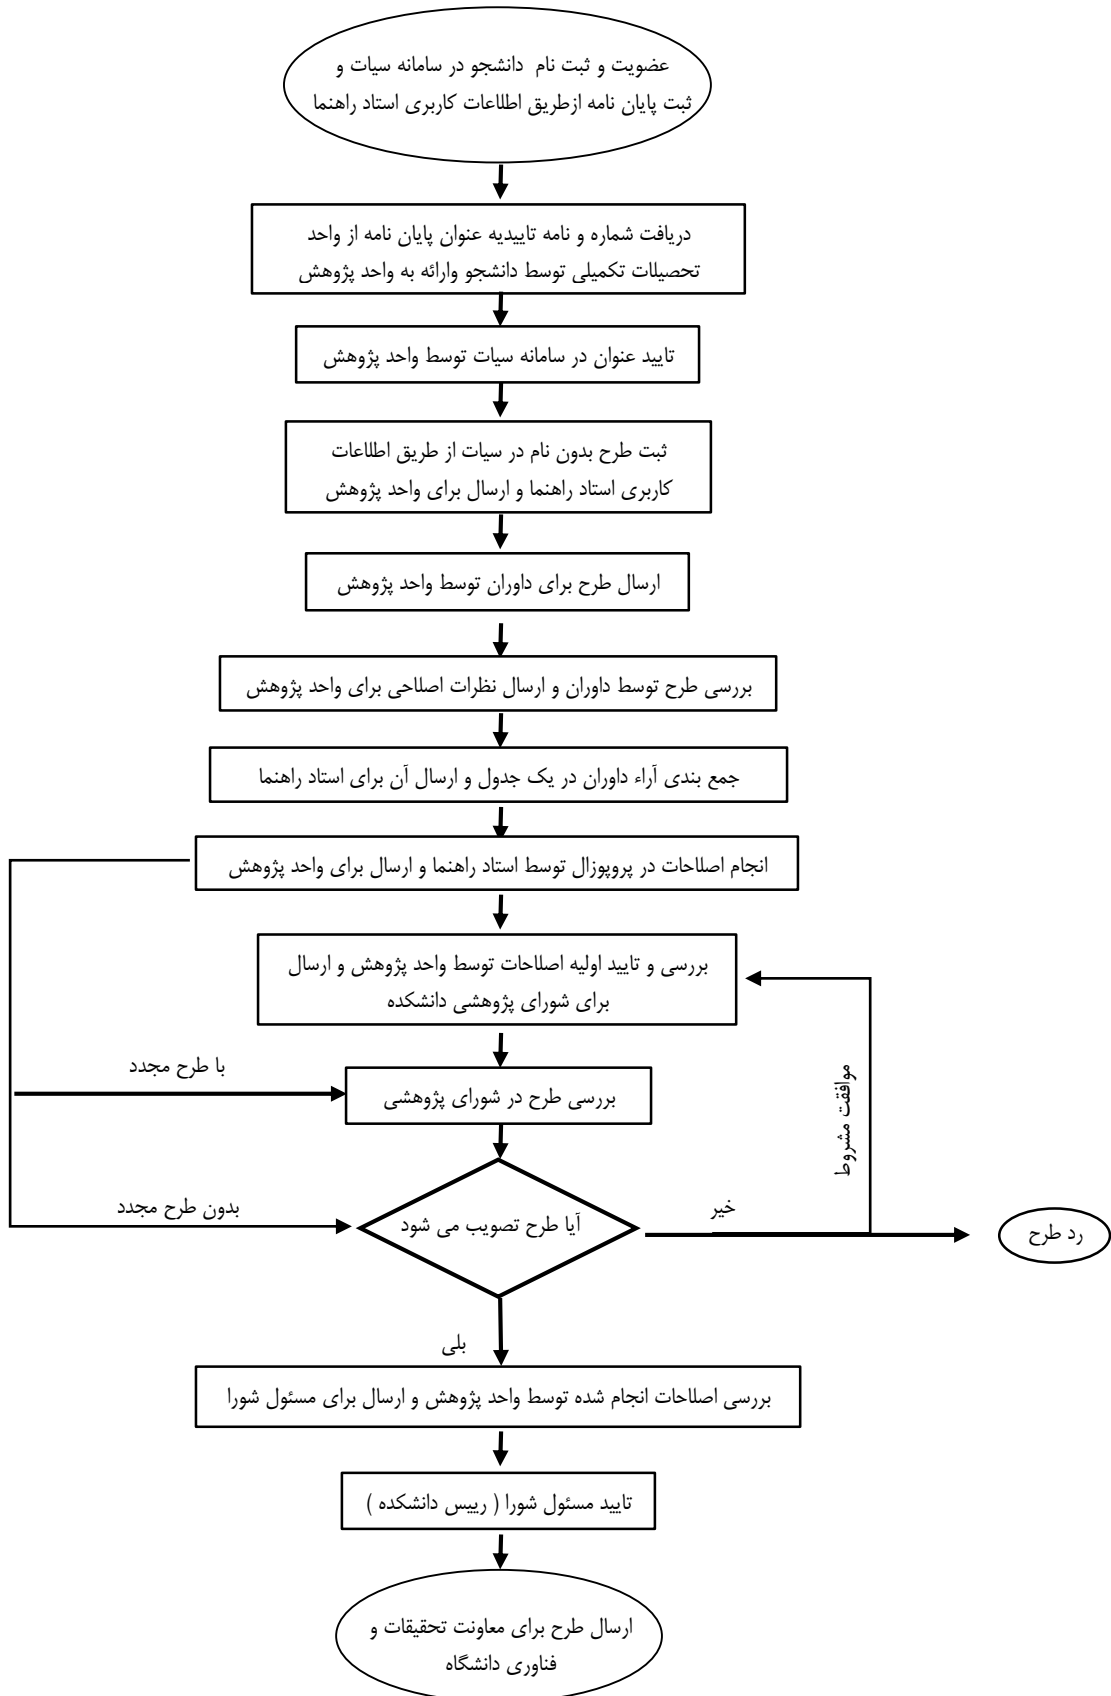 عضویت و ثبت نام دانشجو در سامانه سیات و
ثبت پایان نامه ازطریق اطلاعات کاربری استاد راهنما
دریافت شماره و نامه تاییدیه عنوان پایان نامه از واحد
تحصیلات تکمیلی توسط دانشجو وارائه به واحد پژوهش
تایید عنوان در سامانه سیات توسط واحد پژوهش
ثبت طرح بدون نام در سیات از طریق اطلاعات
کاربری استاد راهنما و ارسال برای واحد پژوهش
ارسال طرح برای داوران توسط واحد پژوهش
بررسی طرح توسط داوران و ارسال نظرات اصلاحی برای واحد پژوهش
جمع بندی آراء داوران در یک جدول و ارسال آن برای استاد راهنما
انجام اصلاحات در پروپوزال توسط استاد راهنما و ارسال برای واحد پژوهش
بررسی و تایید اولیه اصلاحات توسط واحد پژوهش و ارسال
برای شورای پژوهشی دانشکده
موافقت مشروط
با طرح مجدد
بررسی طرح در شورای پژوهشی
بدون طرح مجدد
آیا طرح تصویب می شود
خیر
رد طرح
بلی
بررسی اصلاحات انجام شده توسط واحد پژوهش و ارسال برای مسئول شورا
تایید مسئول شورا ( رییس دانشکده )
ارسال طرح برای معاونت تحقیقات و
فناوری دانشگاه